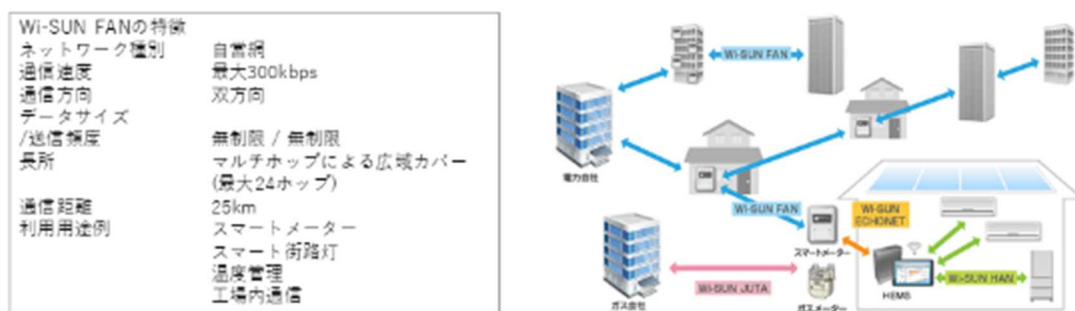 Wi-SUN FANの特徴
ネットワーク種別 自営網
通信速度 最大300kbps
通信方向 双方向
データサイズ
/送信頻度 無制限 / 無制限
長所 マルチホップによる広域カバー
(最大24ホップ)
通信距離 25km
利用用途例 スマートメーター
スマート街路灯
温度管理
工場内通信
Wi-SUN FAN
電力会社
Wi-SUN FAN
Wi-SUN
ECHONET
スマートメーター
Wi-SUN HAN
HEMS
Wi-SUN JUTA
ガス会社
ガスメーター